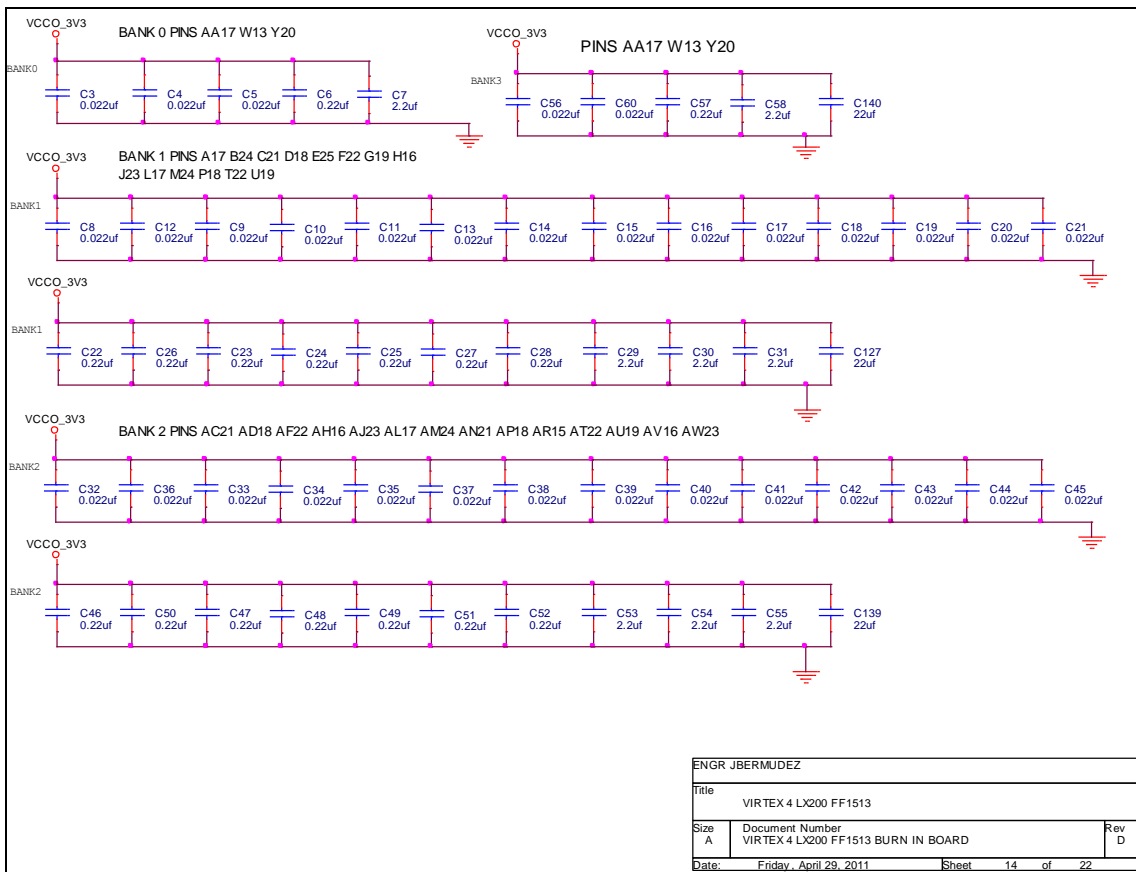 VCCO_3V3
BANK 0 PINS AA17 W13 Y20
BANK0
C3 0.022uf
C4 0.022uf
C5 0.022uf
C6 0.22uf
C7 2.2uf
VCCO_3V3
PINS AA17 W13 Y20
BANK3
C56 0.022uf
C60 0.022uf
C57 0.22uf
C58 2.2uf
C140 22uf
VCCO_3V3
BANK 1 PINS A17 B24 C21 D18 E25 F22 G19 H16
J23 L17 M24 P18 T22 U19
BANK1
C8 0.022uf
C12 0.022uf
C9 0.022uf
C10 0.022uf
C11 0.022uf
C13 0.022uf
C14 0.022uf
C15 0.022uf
C16 0.022uf
C17 0.022uf
C18 0.022uf
C19 0.022uf
C20 0.022uf
C21 0.022uf
VCCO_3V3
BANK1
C22 0.22uf
C26 0.22uf
C23 0.22uf
C24 0.22uf
C25 0.22uf
C27 0.22uf
C28 0.22uf
C29 2.2uf
C30 2.2uf
C31 2.2uf
C127 22uf
VCCO_3V3
BANK 2 PINS AC21 AD18 AF22 AH16 AJ23 AL17 AM24 AN21 AP18 AR15 AT22 AU19 AV16 AW23
BANK2
C32 0.022uf
C36 0.022uf
C33 0.022uf
C34 0.022uf
C35 0.022uf
C37 0.022uf
C38 0.022uf
C39 0.022uf
C40 0.022uf
C41 0.022uf
C42 0.022uf
C43 0.022uf
C44 0.022uf
C45 0.022uf
VCCO_3V3
BANK2
C46 0.22uf
C50 0.22uf
C47 0.22uf
C48 0.22uf
C49 0.22uf
C51 0.22uf
C52 0.22uf
C53 2.2uf
C54 2.2uf
C55 2.2uf
C139 22uf
ENGR JBERMUDEZ
Title
VIRTEX 4 LX200 FF1513
Size Document Number Rev
A VIRTEX 4 LX200 FF1513 BURN IN BOARD D
Date: Friday, April 29, 2011 Sheet 14 of 22